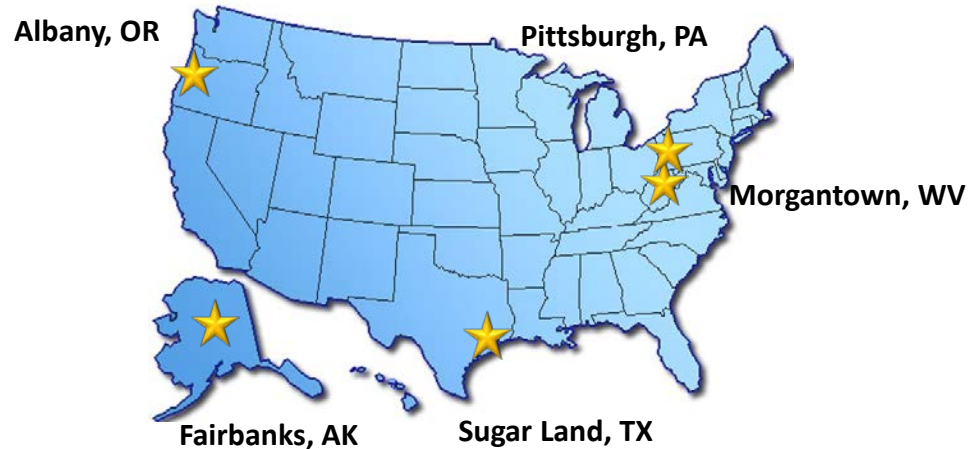 Albany, OR
Pittsburgh, PA
Morgantown, WV
Fairbanks, AK
Sugar Land, TX